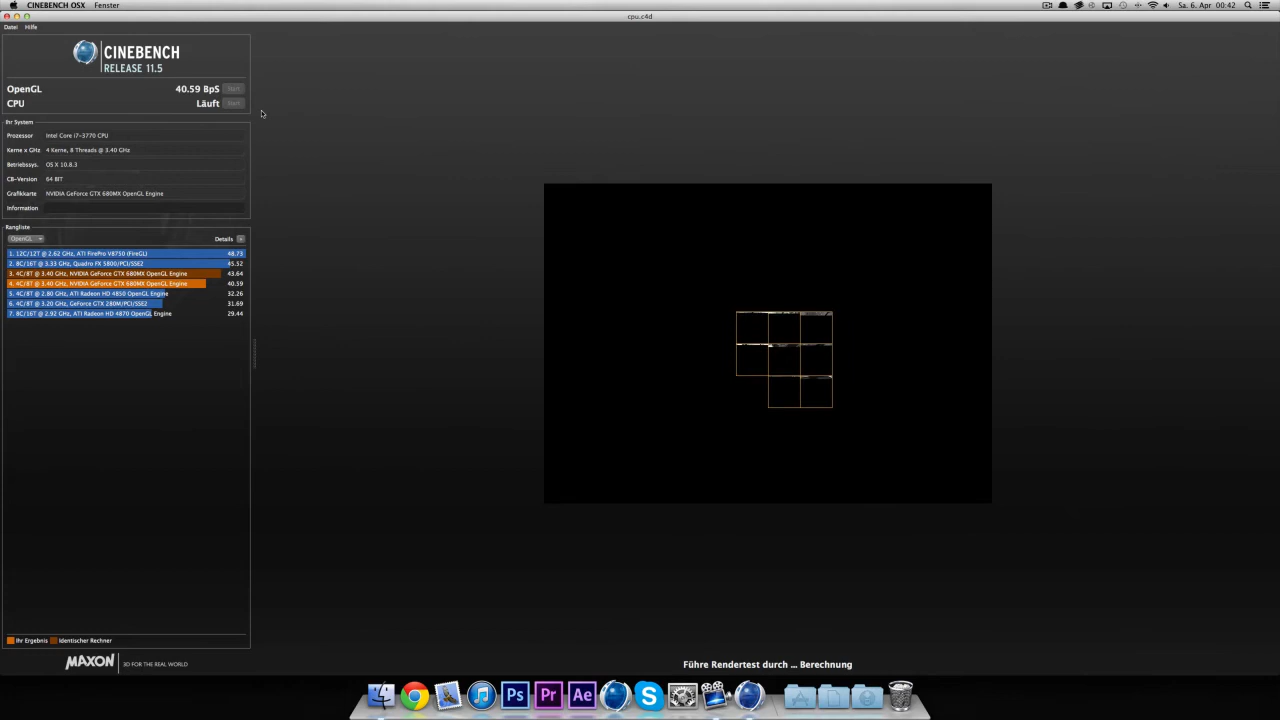 CINEBENCH OSX Fenster Sa. 6. Apr 00:42
cpu.c4d
Datei Hilfe
CINEBENCH
RELEASE 11.5
OpenGL 40.59 BpS Start
CPU Läuft Start
Ihr System
Prozessor Intel Core i7-3770 CPU
Kerne x GHz 4 Kerne, 8 Threads @ 3.40 GHz
Betriebssys. OS X 10.8.3
CB-Version 64 BIT
Grafikkarte NVIDIA GeForce GTX 680MX OpenGL Engine
Information
Rangliste
OpenGL Details
1. 12C/12T @ 2.62 GHz, ATI FirePro V8750 (FireGL) 48.73
2. 8C/16T @ 3.33 GHz, Quadro FX 5800/PCI/SSE2 45.52
3. 4C/8T @ 3.40 GHz, NVIDIA GeForce GTX 680MX OpenGL Engine 43.64
4. 4C/8T @ 3.40 GHz, NVIDIA GeForce GTX 680MX OpenGL Engine 40.59
5. 4C/8T @ 2.80 GHz, ATI Radeon HD 4850 OpenGL Engine 32.26
6. 4C/8T @ 3.20 GHz, GeForce GTX 280M/PCI/SSE2 31.69
7. 8C/16T @ 2.92 GHz, ATI Radeon HD 4870 OpenGL Engine 29.44
Ihr Ergebnis Identischer Rechner
MAXON 3D FOR THE REAL WORLD
Führe Rendertest durch ... Berechnung
Ps Pr Ae